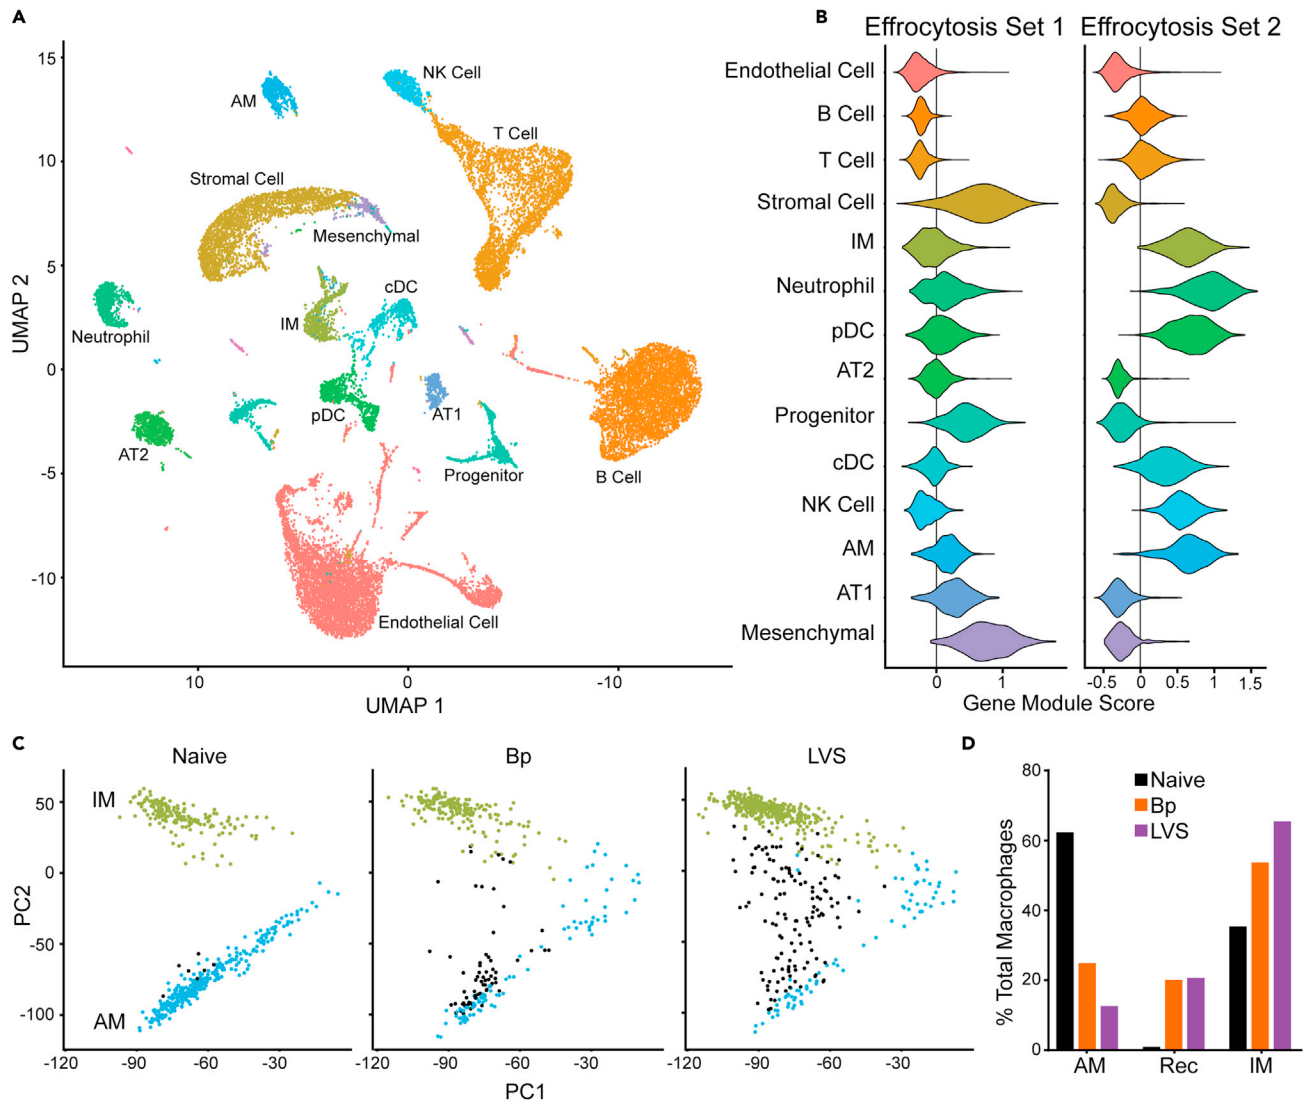 A
UMAP 2
15
10
5
0
-5
-10
10
0
-10
UMAP 1
AM
NK Cell
T Cell
Stromal Cell
Mesenchymal
cDC
IM
Neutrophil
pDC
AT1
AT2
Progenitor
B Cell
Endothelial Cell
B
Effrocytosis Set 1
Effrocytosis Set 2
Endothelial Cell
B Cell
T Cell
Stromal Cell
IM
Neutrophil
pDC
AT2
Progenitor
cDC
NK Cell
AM
AT1
Mesenchymal
0 1
-0.5 0 0.5 1 1.5
Gene Module Score
C
Naive
Bp
LVS
PC2
50
0
-50
-100
IM
AM
-120 -90 -60 -30
-120 -90 -60 -30
-120 -90 -60 -30
PC1
D
% Total Macrophages
80
60
40
20
0
Naive
Bp
LVS
AM Rec IM